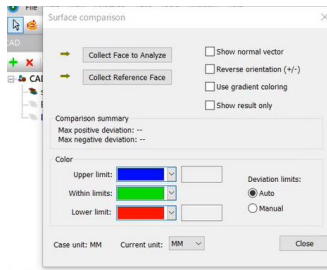 File
Surface comparison
CAD
Collect Face to Analyze
Collect Reference Face
Show normal vector
Reverse orientation (+/-)
Use gradient coloring
Show result only
Comparison summary
Max positive deviation: --
Max negative deviation: --
Color
Upper limit:
Within limits:
Lower limit:
Deviation limits:
Auto
Manual
Case unit: MM
Current unit:
MM
Close